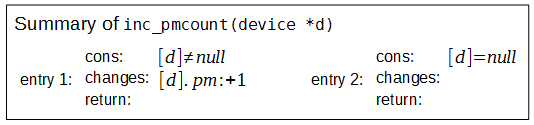 Summary of inc_pmcount(device *d)
cons: [d]≠null cons: [d]=null
entry 1: changes: [d]. pm:+1 entry 2: changes:
return: return: